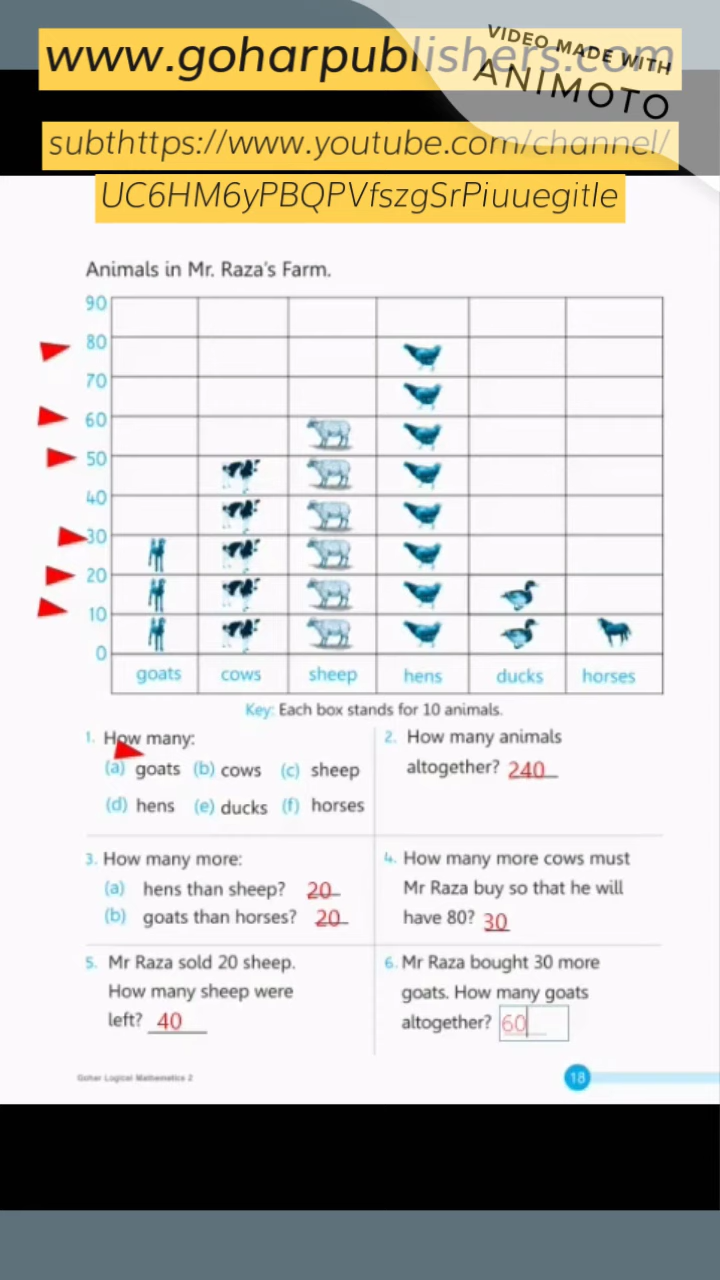 www.goharpublishers.com
VIDEO MADE WITH
ANIMOTO
subthttps://www.youtube.com/channel/
UC6HM6yPBQPVfszgSrPiuuegitle
Animals in Mr. Raza's Farm.
90
80
70
60
50
40
30
20
10
0
goats cows sheep hens ducks horses
Key: Each box stands for 10 animals.
1. How many:
(a) goats (b) cows (c) sheep
(d) hens (e) ducks (f) horses
2. How many animals
altogether? 240
3. How many more:
(a) hens than sheep? 20
(b) goats than horses? 20
4. How many more cows must
Mr Raza buy so that he will
have 80? 30
5. Mr Raza sold 20 sheep.
How many sheep were
left? 40
6. Mr Raza bought 30 more
goats. How many goats
altogether? 60
Gohar Logical Mathematics 2
18